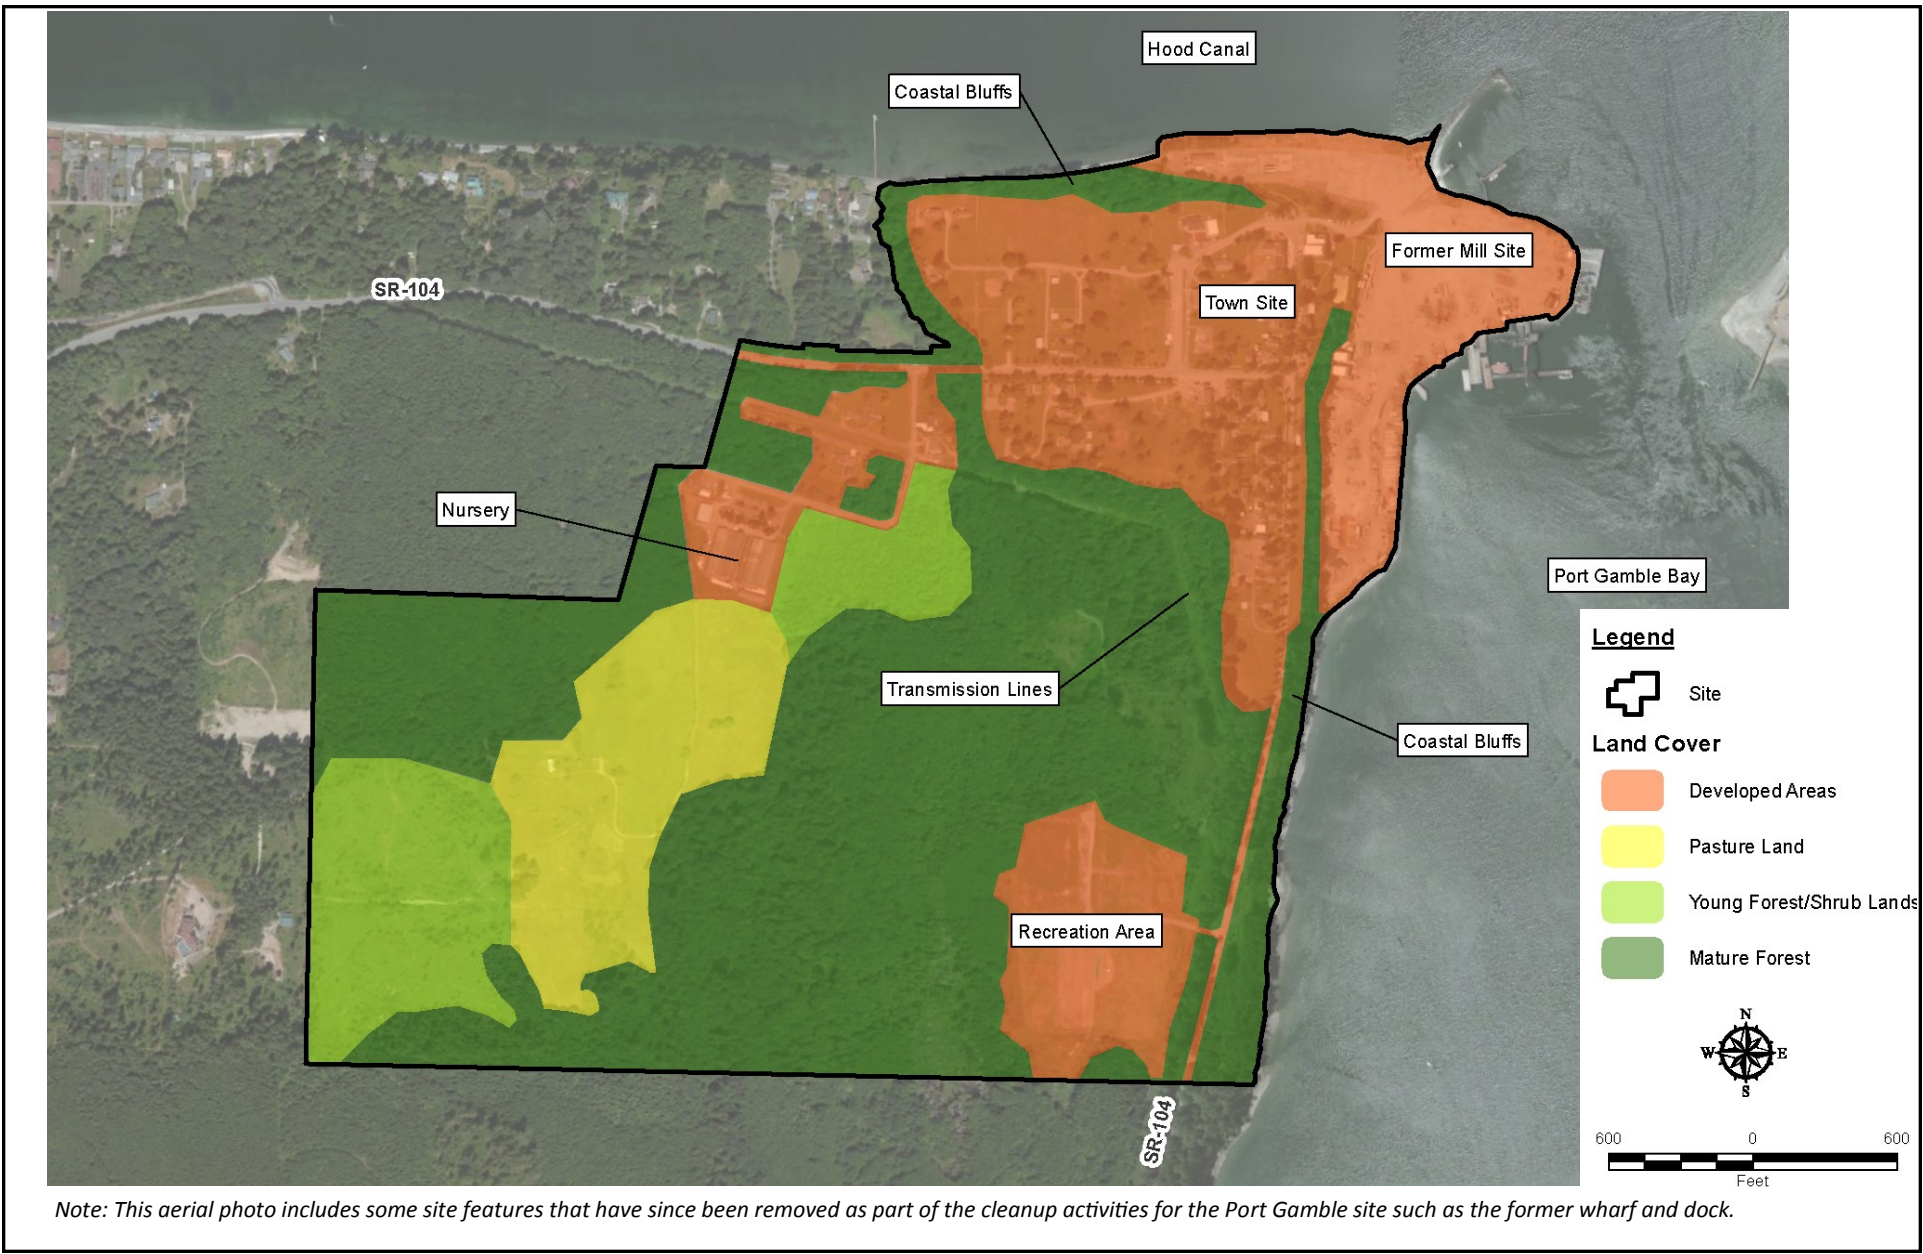 Hood Canal
Coastal Bluffs
Former Mill Site
SR-104
Town Site
Nursery
Port Gamble Bay
Transmission Lines
Coastal Bluffs
Recreation Area
SR-104
Legend
Site
Land Cover
Developed Areas
Pasture Land
Young Forest/Shrub Lands
Mature Forest
N
W E
S
600 0 600
Feet
Note: This aerial photo includes some site features that have since been removed as part of the cleanup activities for the Port Gamble site such as the former wharf and dock.